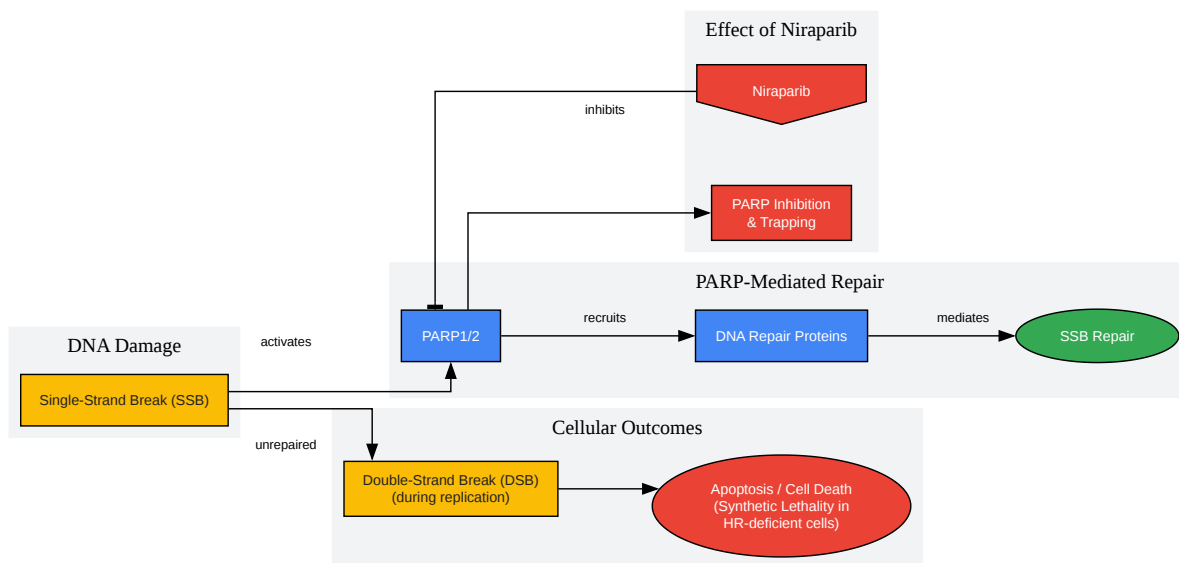 Effect of Niraparib
Niraparib
inhibits
PARP Inhibition
& Trapping
PARP-Mediated Repair
PARP1/2
recruits
DNA Repair Proteins
mediates
SSB Repair
DNA Damage
activates
Single-Strand Break (SSB)
unrepaired
Cellular Outcomes
Double-Strand Break (DSB)
(during replication)
Apoptosis / Cell Death
(Synthetic Lethality in
HR-deficient cells)